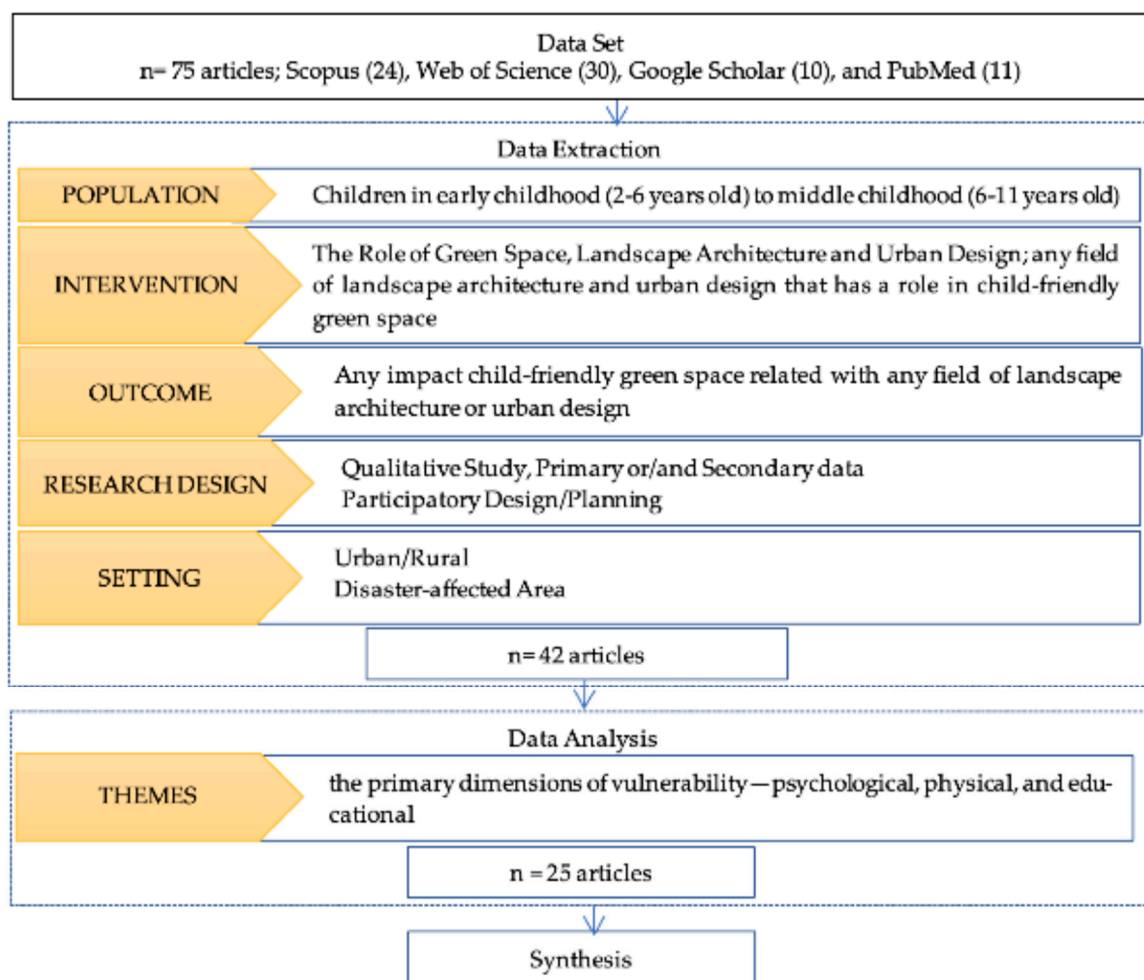 Data Set
n= 75 articles; Scopus (24), Web of Science (30), Google Scholar (10), and PubMed (11)
Data Extraction
POPULATION
Children in early childhood (2-6 years old) to middle childhood (6-11 years old)
INTERVENTION
The Role of Green Space, Landscape Architecture and Urban Design; any field
of landscape architecture and urban design that has a role in child-friendly
green space
OUTCOME
Any impact child-friendly green space related with any field of landscape
architecture or urban design
RESEARCH DESIGN
Qualitative Study, Primary or/and Secondary data
Participatory Design/Planning
SETTING
Urban/Rural
Disaster-affected Area
n= 42 articles
Data Analysis
THEMES
the primary dimensions of vulnerability—psychological, physical, and edu-
cational
n = 25 articles
Synthesis